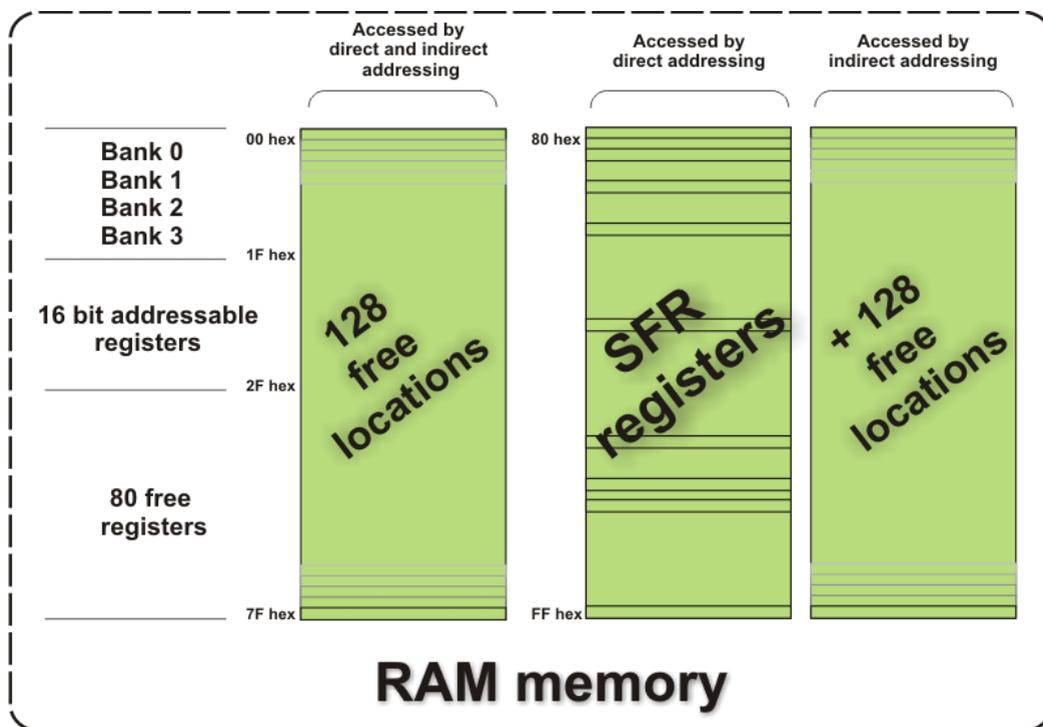 Accessed by
direct and indirect
addressing
Accessed by
direct addressing
Accessed by
indirect addressing
00 hex
80 hex
Bank 0
Bank 1
Bank 2
Bank 3
1F hex
16 bit addressable
registers
2F hex
128
free
locations
SFR
registers
+ 128
free
locations
80 free
registers
7F hex
FF hex
RAM memory